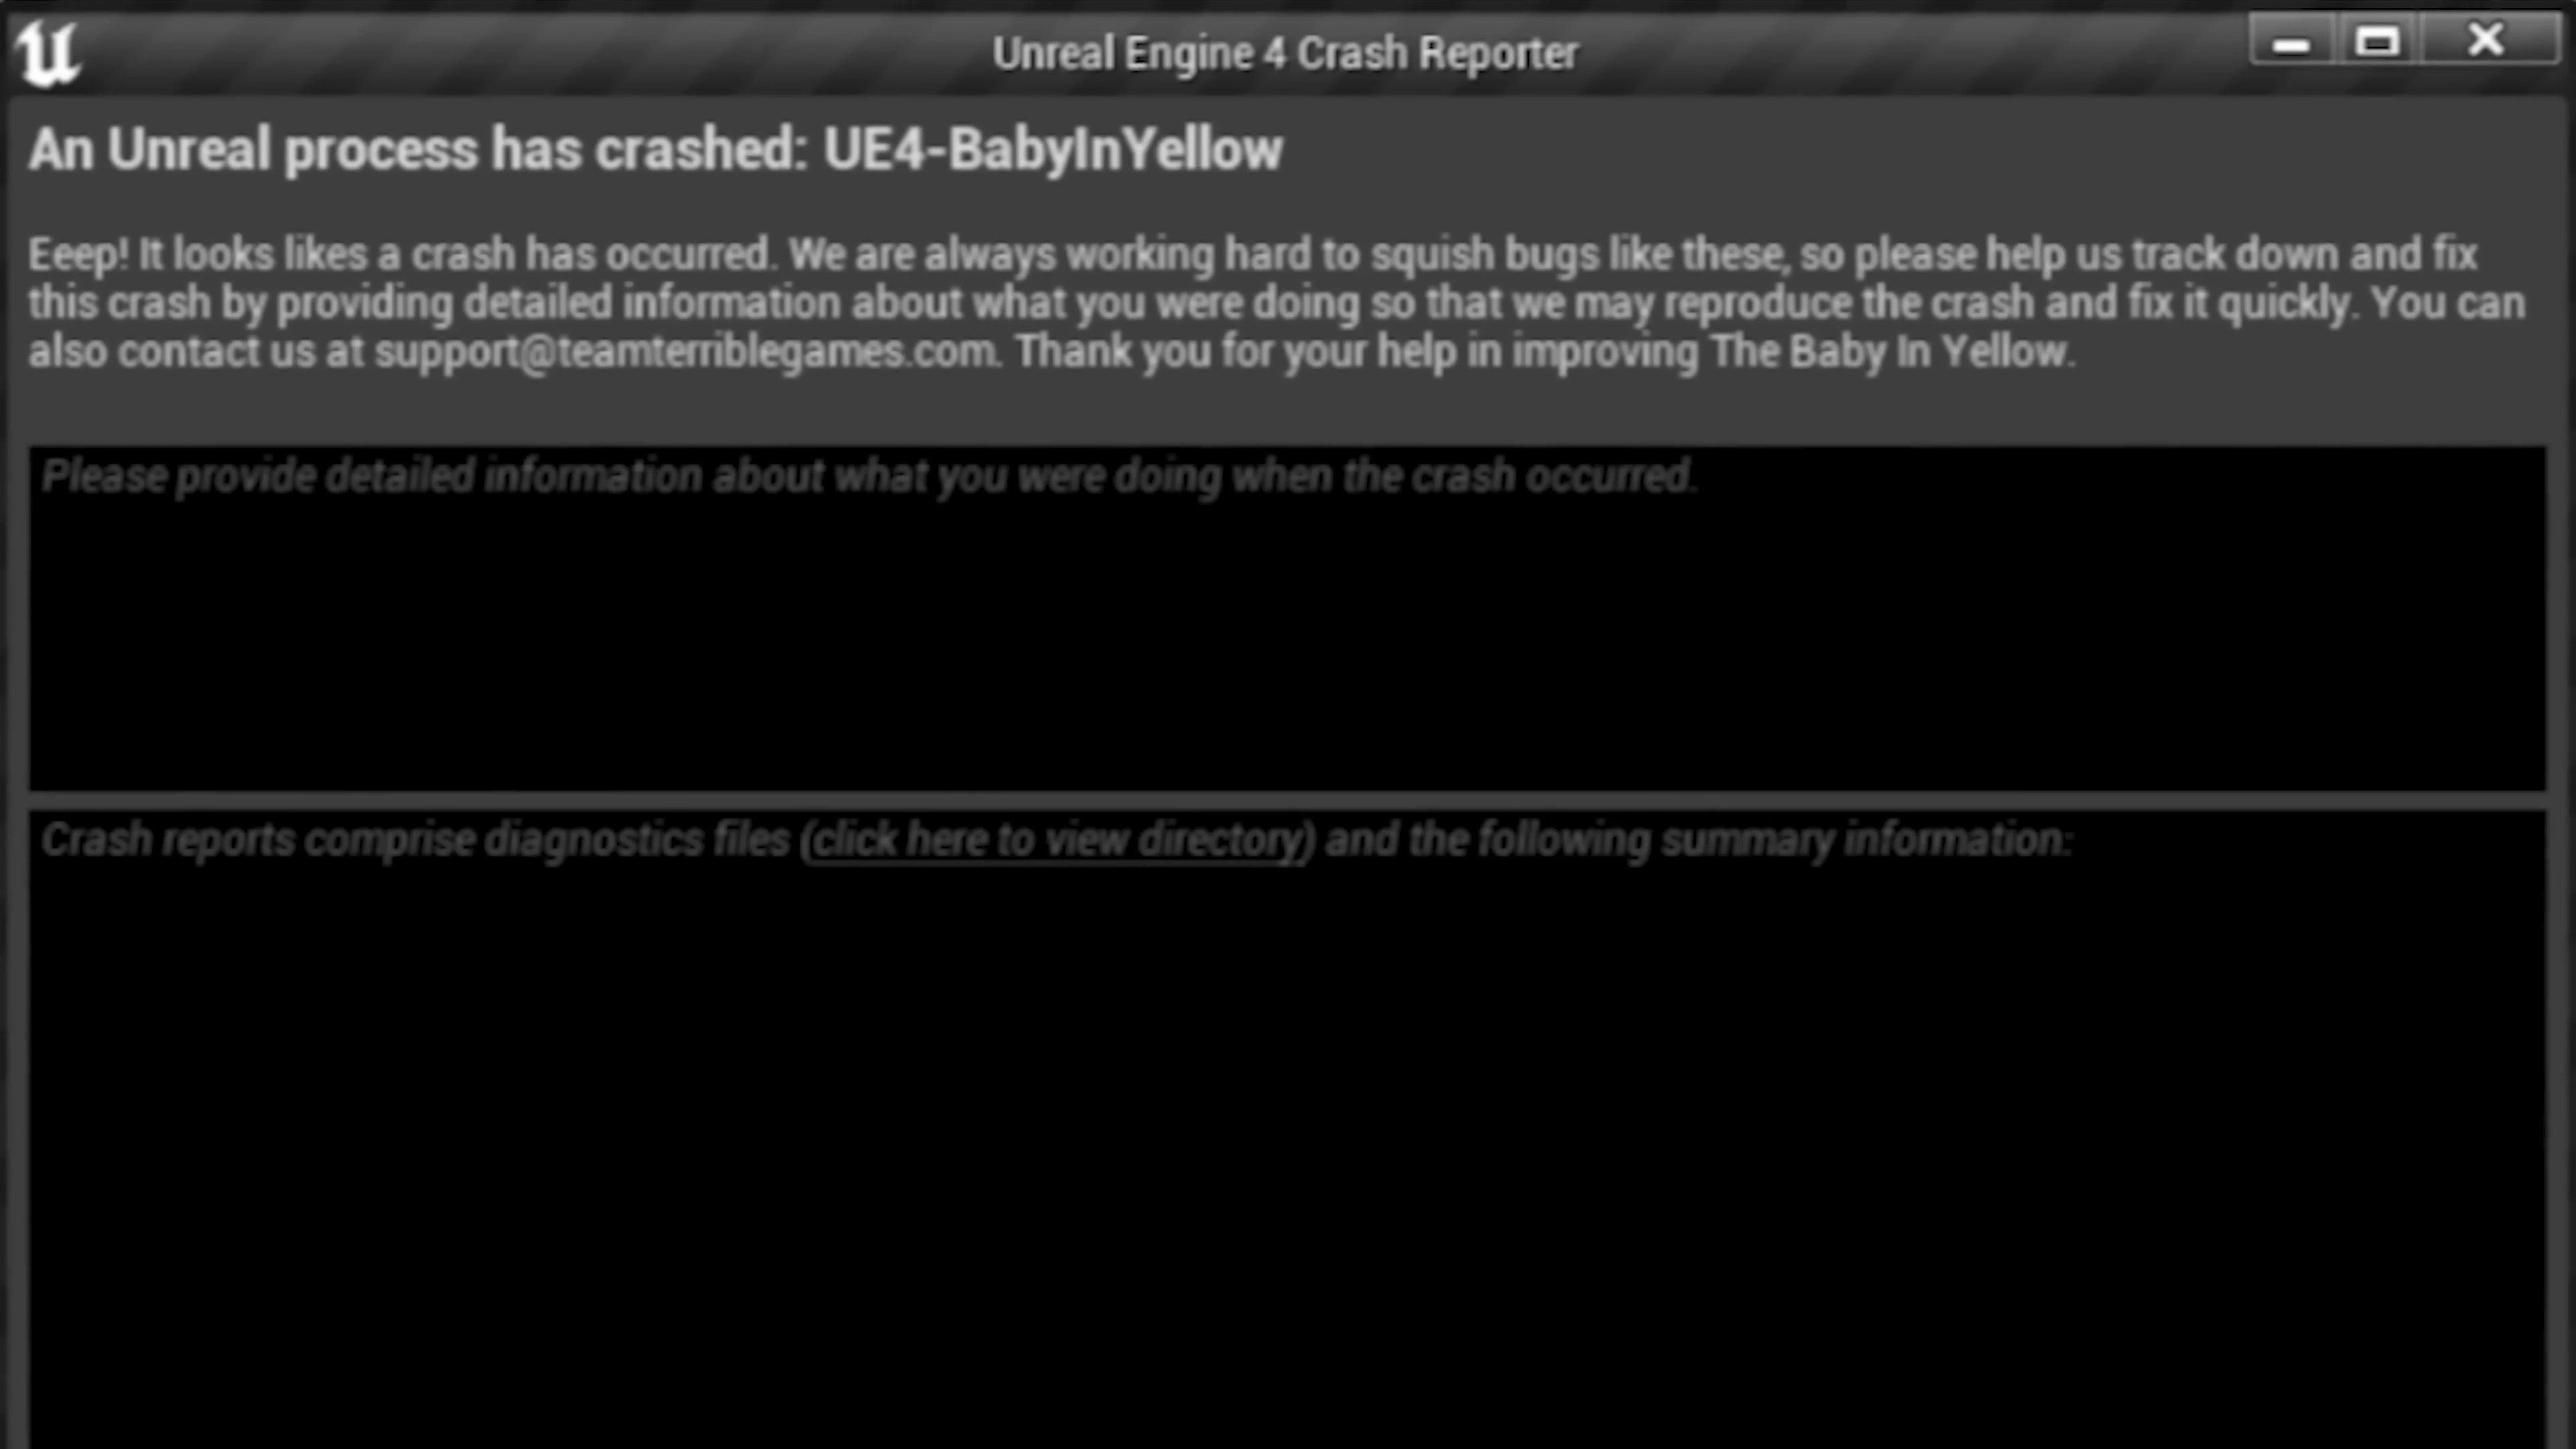 Unreal Engine 4 Crash Reporter
An Unreal process has crashed: UE4-BabyInYellow
Eeep! It looks likes a crash has occurred. We are always working hard to squish bugs like these, so please help us track down and fix
this crash by providing detailed information about what you were doing so that we may reproduce the crash and fix it quickly. You can
also contact us at support@teamterriblegames.com. Thank you for your help in improving The Baby In Yellow.
Please provide detailed information about what you were doing when the crash occurred.
Crash reports comprise diagnostics files (click here to view directory) and the following summary information: